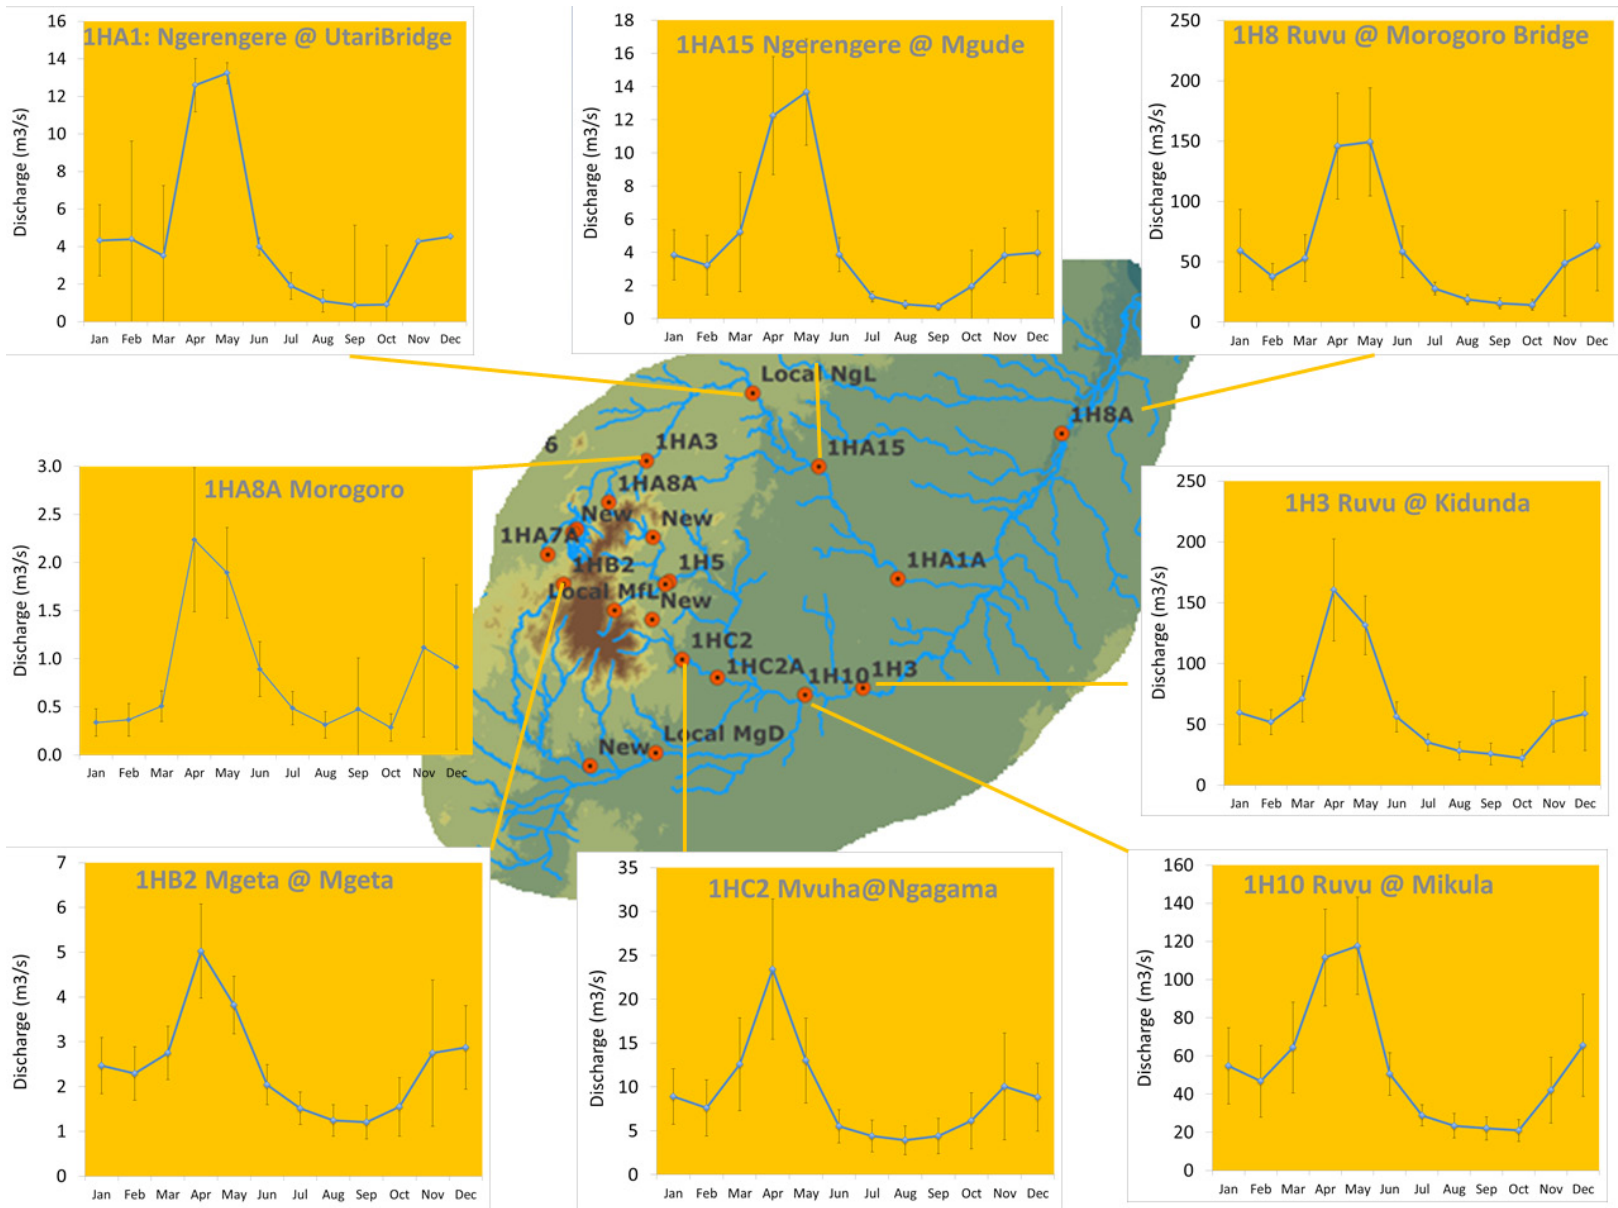 1HA1: Ngerengere @ UtariBridge
Discharge (m3/s)
16
14
12
10
8
6
4
2
0
Jan Feb Mar Apr May Jun Jul Aug Sep Oct Nov Dec
1HA15 Ngerengere @ Mgude
Discharge (m3/s)
18
16
14
12
10
8
6
4
2
0
Jan Feb Mar Apr May Jun Jul Aug Sep Oct Nov Dec
1H8 Ruvu @ Morogoro Bridge
Discharge (m3/s)
250
200
150
100
50
0
Jan Feb Mar Apr May Jun Jul Aug Sep Oct Nov Dec
Local NgL
1H8A
6
1HA3
1HA15
1HA8A
New
New
1HA7A
1HB2
1H5
1HA1A
Local MfL
New
1HC2
1HC2A
1H10
1H3
Local MgD
New
1HA8A Morogoro
Discharge (m3/s)
3.0
2.5
2.0
1.5
1.0
0.5
0.0
Jan Feb Mar Apr May Jun Jul Aug Sep Oct Nov Dec
1H3 Ruvu @ Kidunda
Discharge (m3/s)
250
200
150
100
50
0
Jan Feb Mar Apr May Jun Jul Aug Sep Oct Nov Dec
1HB2 Mgeta @ Mgeta
Discharge (m3/s)
7
6
5
4
3
2
1
0
Jan Feb Mar Apr May Jun Jul Aug Sep Oct Nov Dec
1HC2 Mvuha@Ngagama
Discharge (m3/s)
35
30
25
20
15
10
5
0
Jan Feb Mar Apr May Jun Jul Aug Sep Oct Nov Dec
1H10 Ruvu @ Mikula
Discharge (m3/s)
160
140
120
100
80
60
40
20
0
Jan Feb Mar Apr May Jun Jul Aug Sep Oct Nov Dec